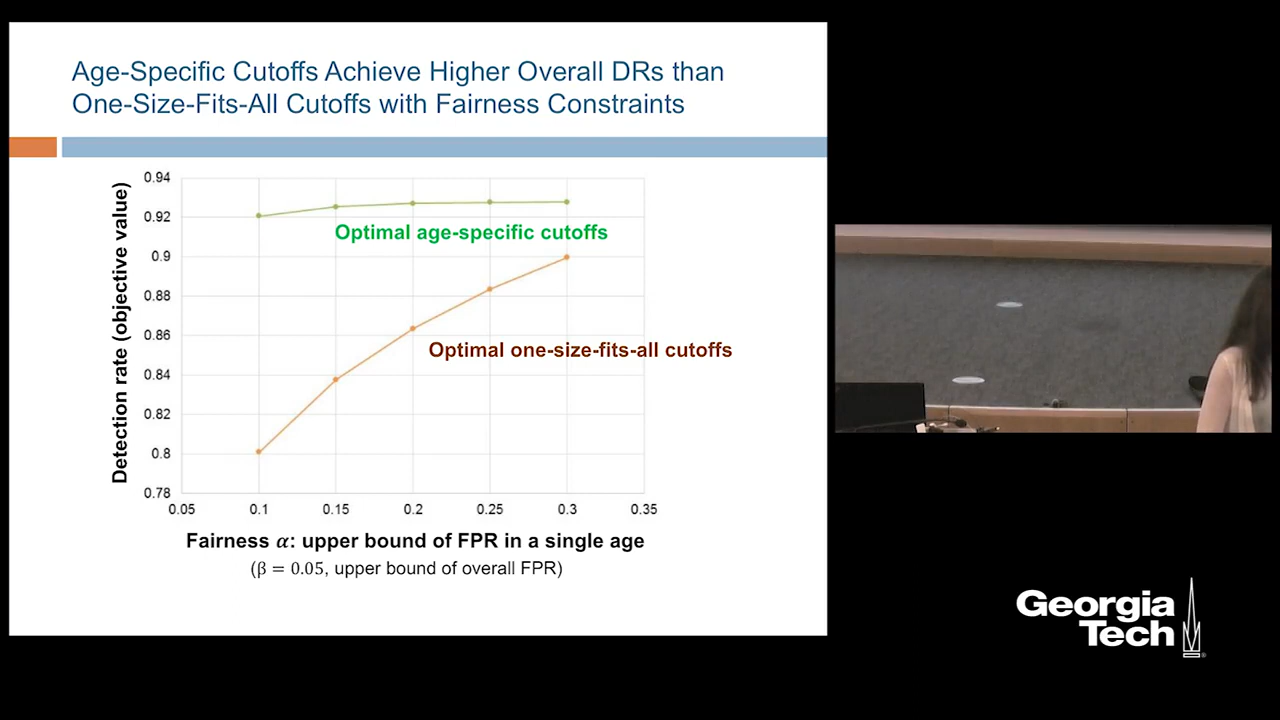 Age-Specific Cutoffs Achieve Higher Overall DRs than
One-Size-Fits-All Cutoffs with Fairness Constraints
Detection rate (objective value)
0.94
0.92
0.9
0.88
0.86
0.84
0.82
0.8
0.78
Optimal age-specific cutoffs
Optimal one-size-fits-all cutoffs
0.05 0.1 0.15 0.2 0.25 0.3 0.35
Fairness α: upper bound of FPR in a single age
(β = 0.05, upper bound of overall FPR)
Georgia
Tech